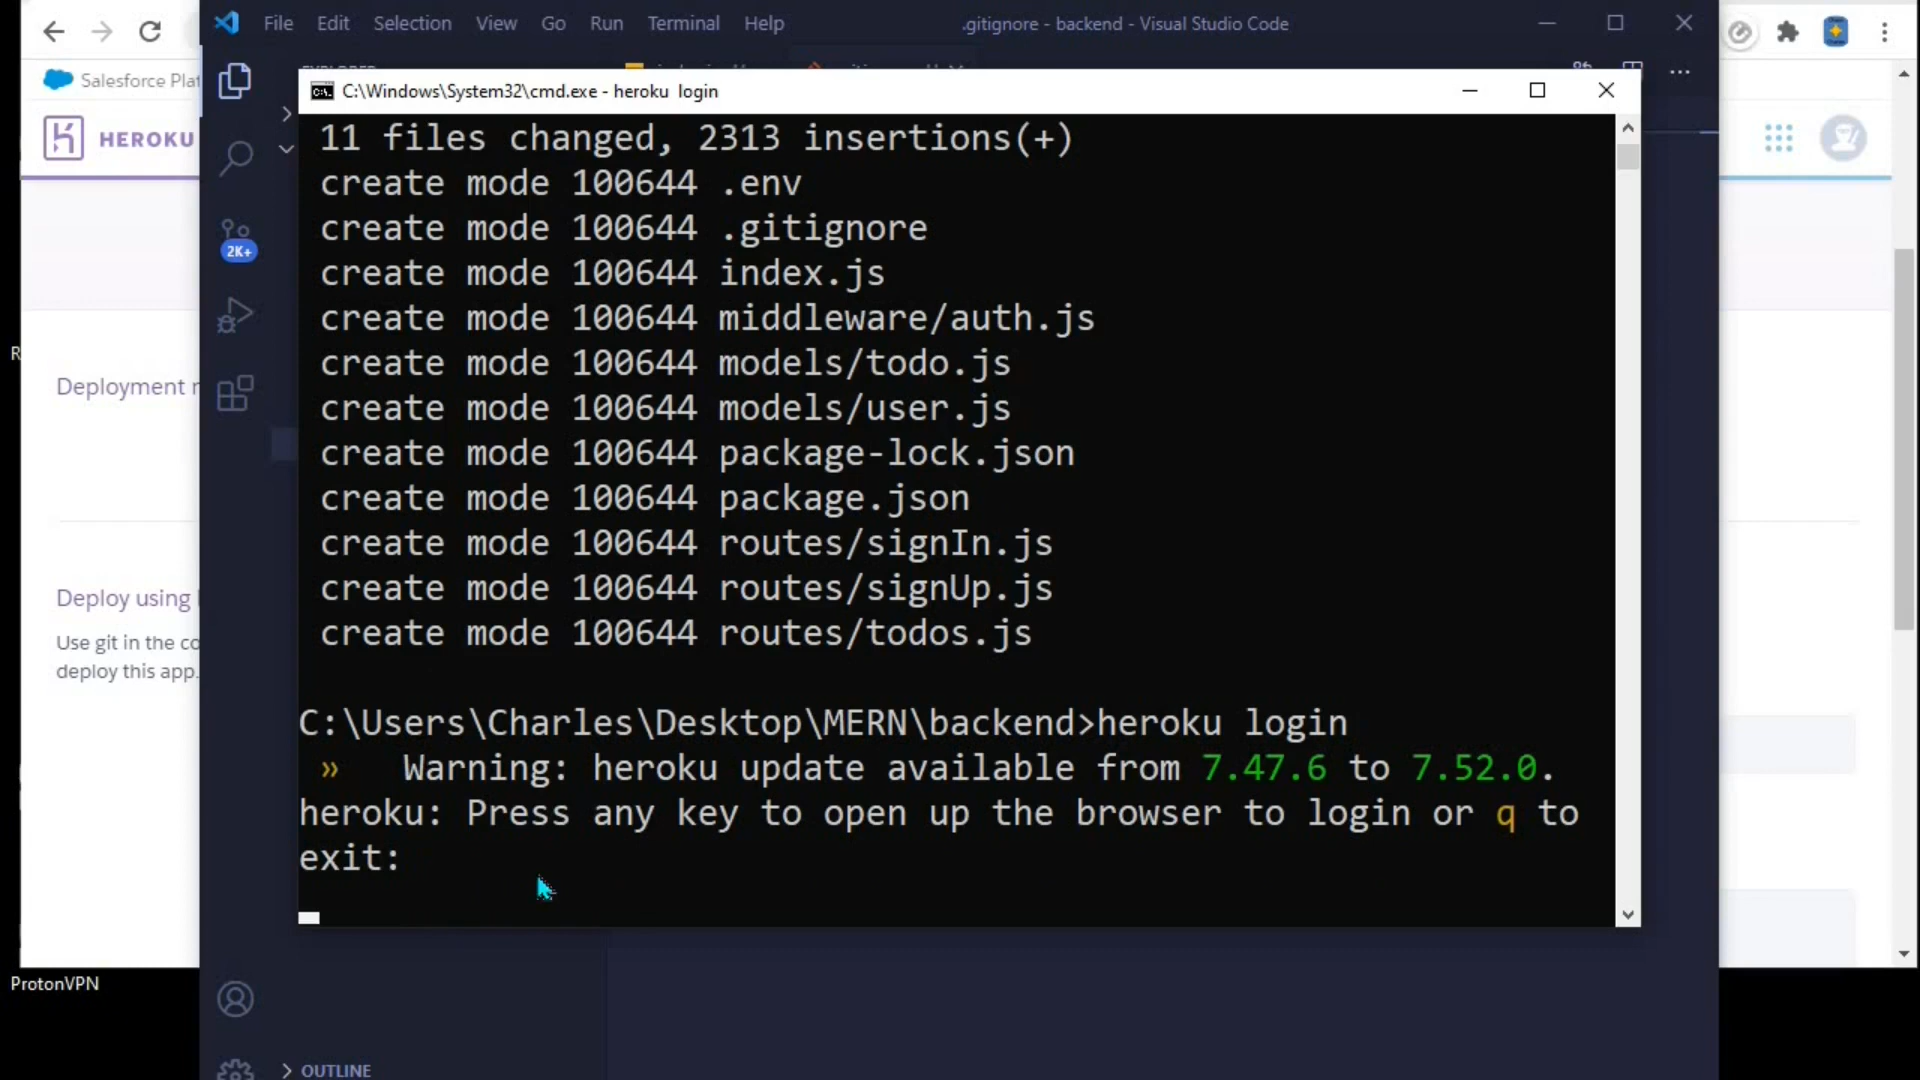 File Edit Selection View Go Run Terminal Help
.gitignore - backend - Visual Studio Code
Salesforce Plat
HEROKU
C:\Windows\System32\cmd.exe - heroku login
11 files changed, 2313 insertions(+)
create mode 100644 .env
create mode 100644 .gitignore
create mode 100644 index.js
create mode 100644 middleware/auth.js
create mode 100644 models/todo.js
create mode 100644 models/user.js
create mode 100644 package-lock.json
create mode 100644 package.json
create mode 100644 routes/signIn.js
create mode 100644 routes/signUp.js
create mode 100644 routes/todos.js
C:\Users\Charles\Desktop\MERN\backend>heroku login
» Warning: heroku update available from 7.47.6 to 7.52.0.
heroku: Press any key to open up the browser to login or q to
exit:
2K+
R
Deployment
Deploy using
Use git in the co
deploy this app.
ProtonVPN
OUTLINE